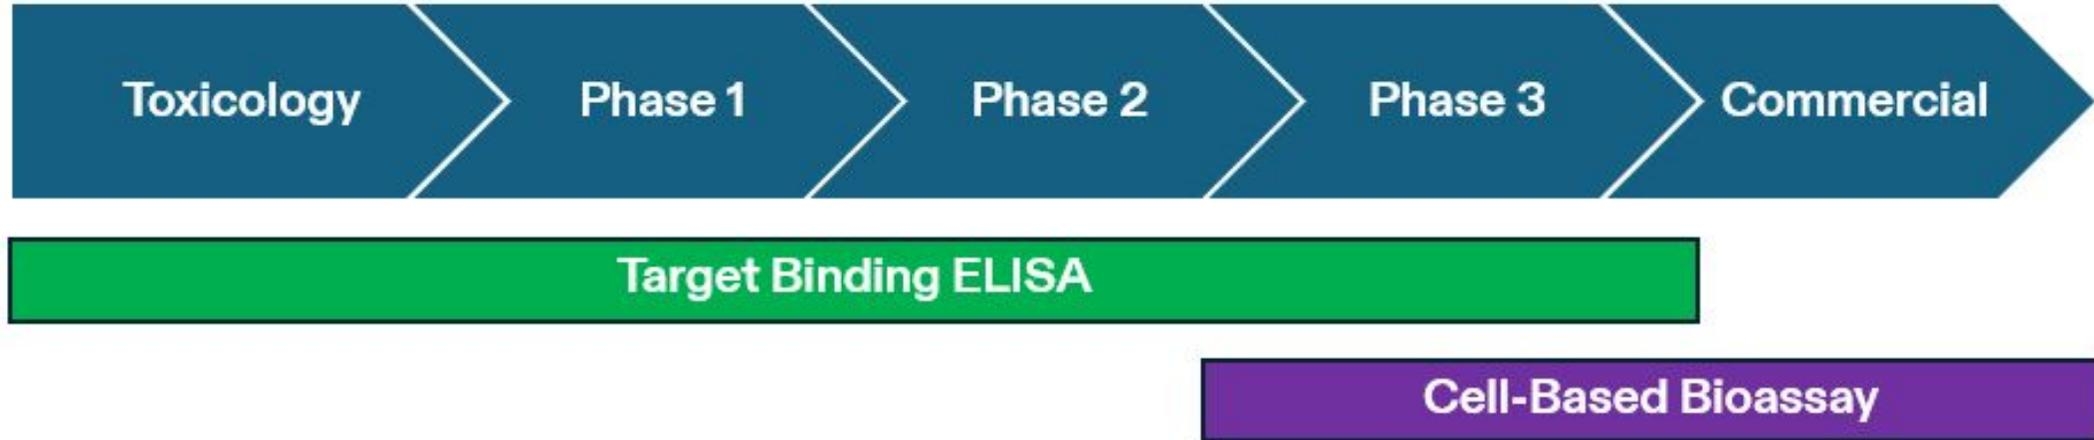 Toxicology
Phase 1
Phase 2
Phase 3
Commercial
Target Binding ELISA
Cell-Based Bioassay